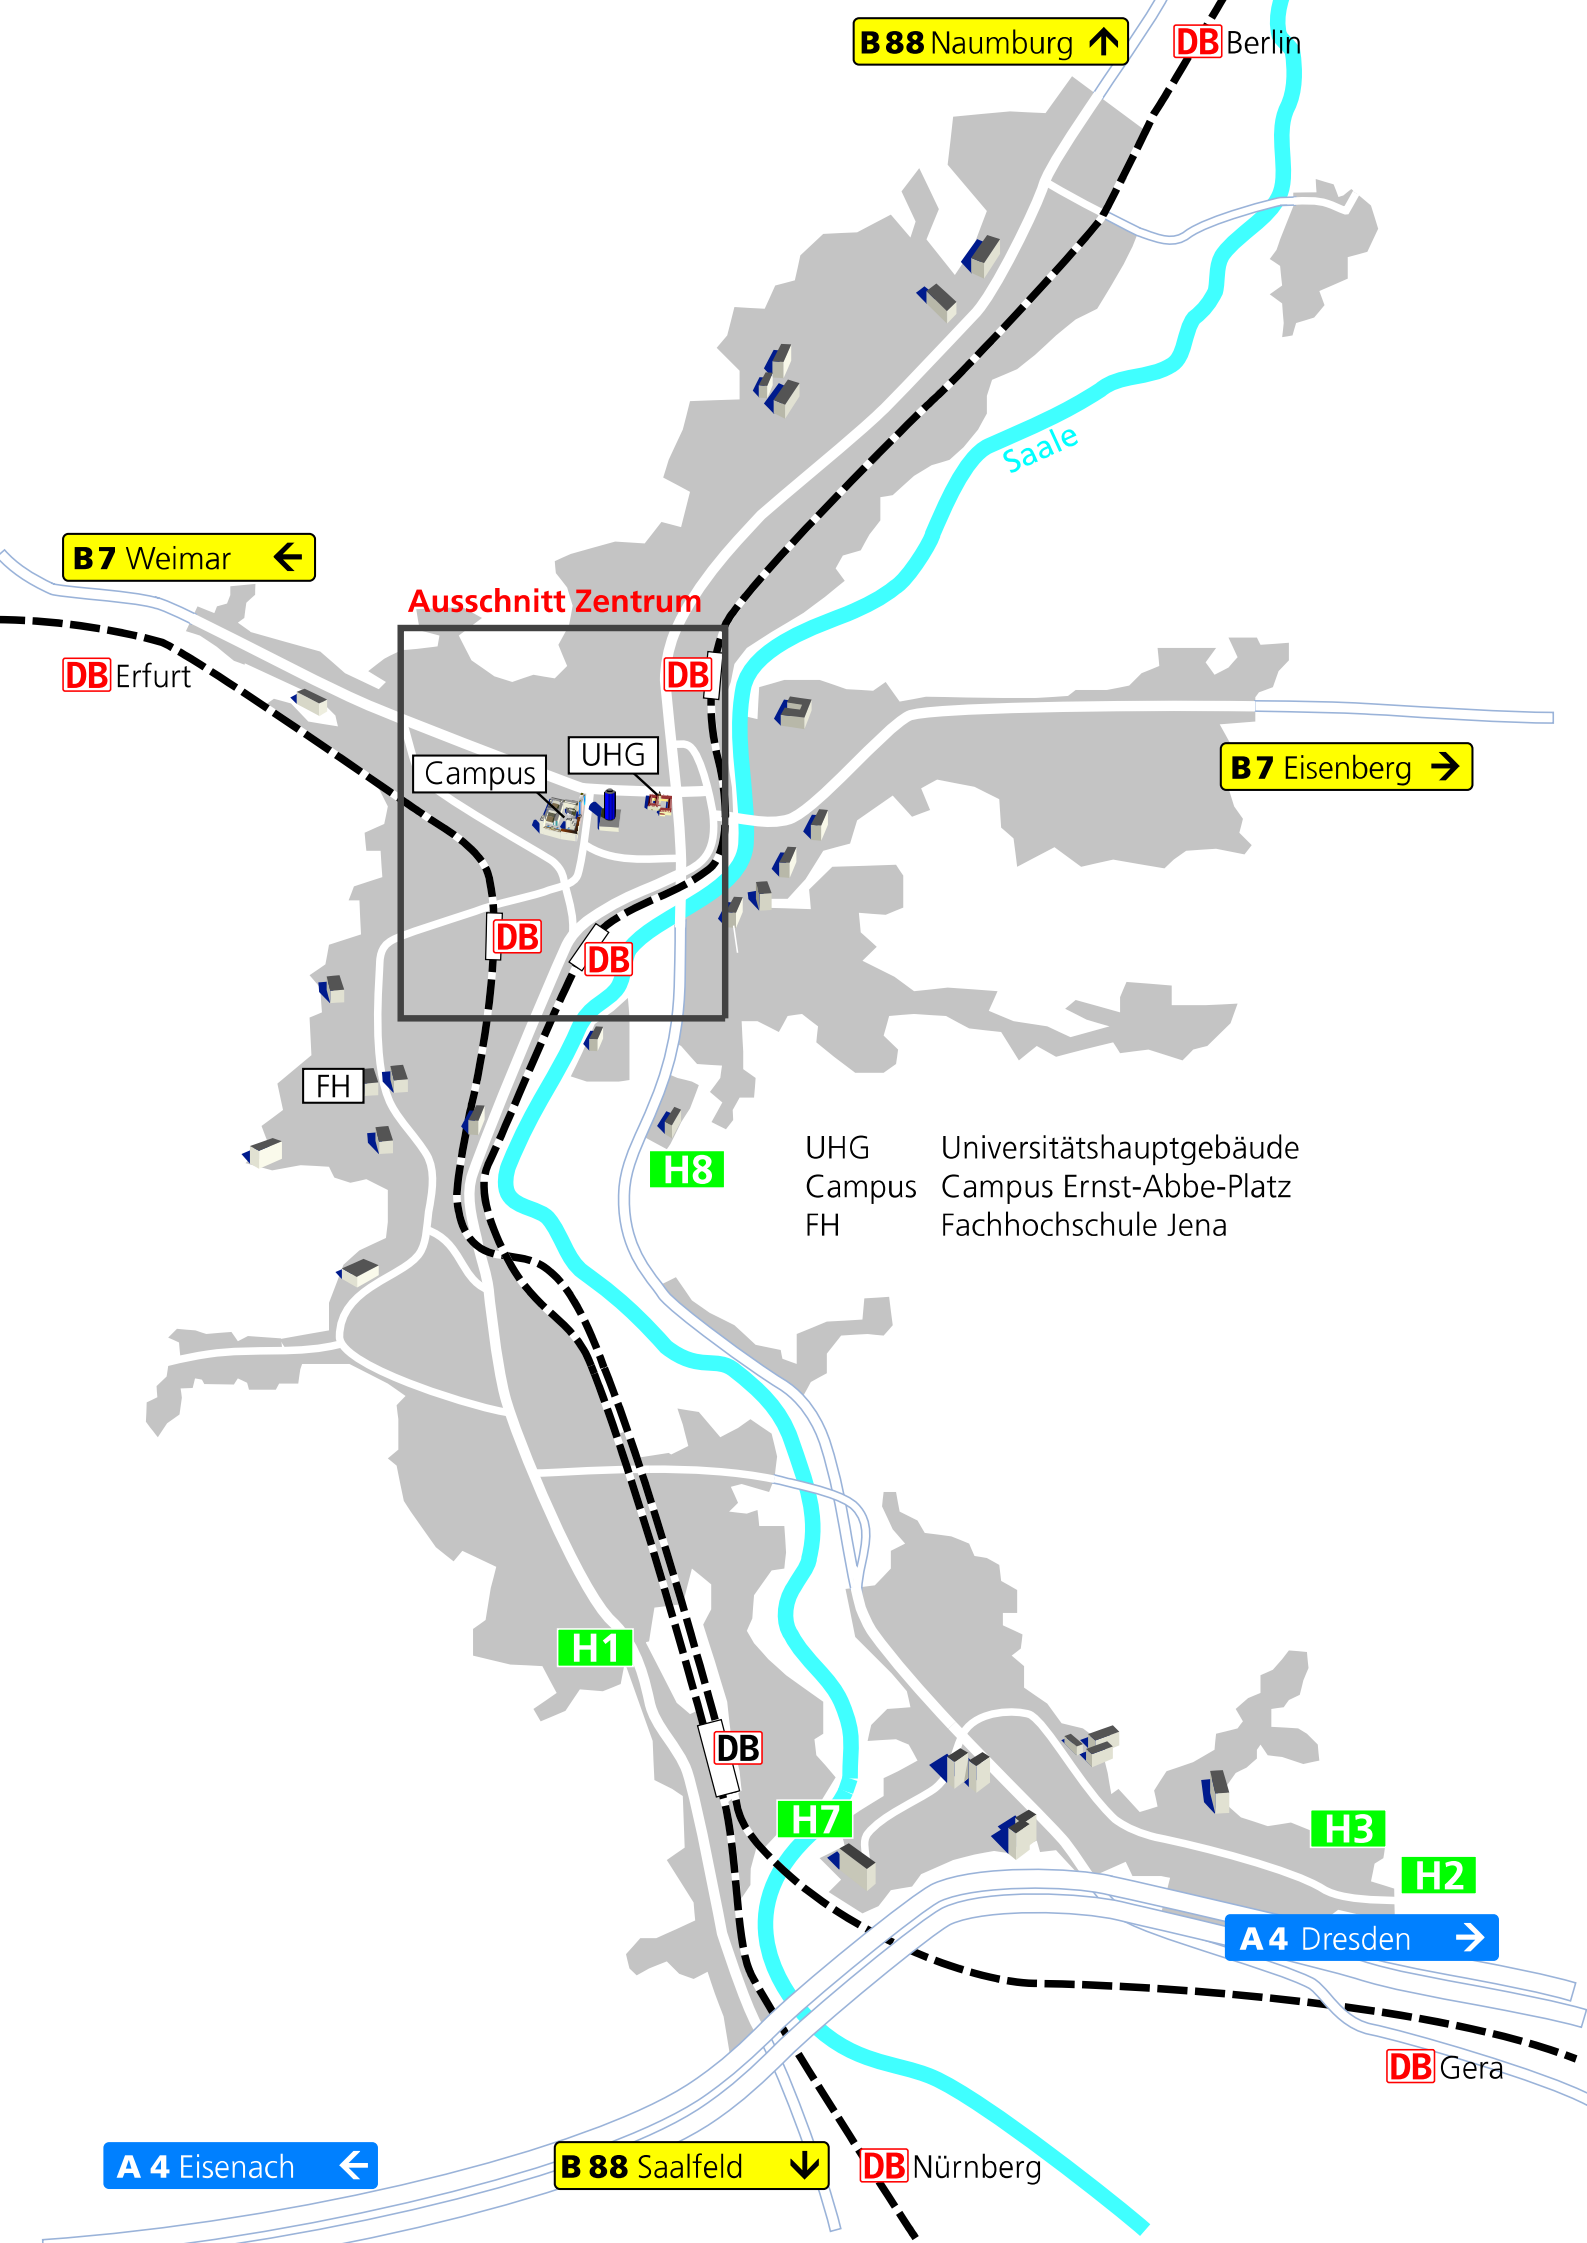 B 88 Naumburg
DB Berlin
Saale
B 7 Weimar
Ausschnitt Zentrum
DB Erfurt
DB
UHG
Campus
B 7 Eisenberg
DB
DB
FH
H8
UHG Universitätshauptgebäude
Campus Campus Ernst-Abbe-Platz
FH Fachhochschule Jena
H1
DB
H7
H3
H2
A 4 Dresden
DB Gera
A 4 Eisenach
B 88 Saalfeld
DB Nürnberg